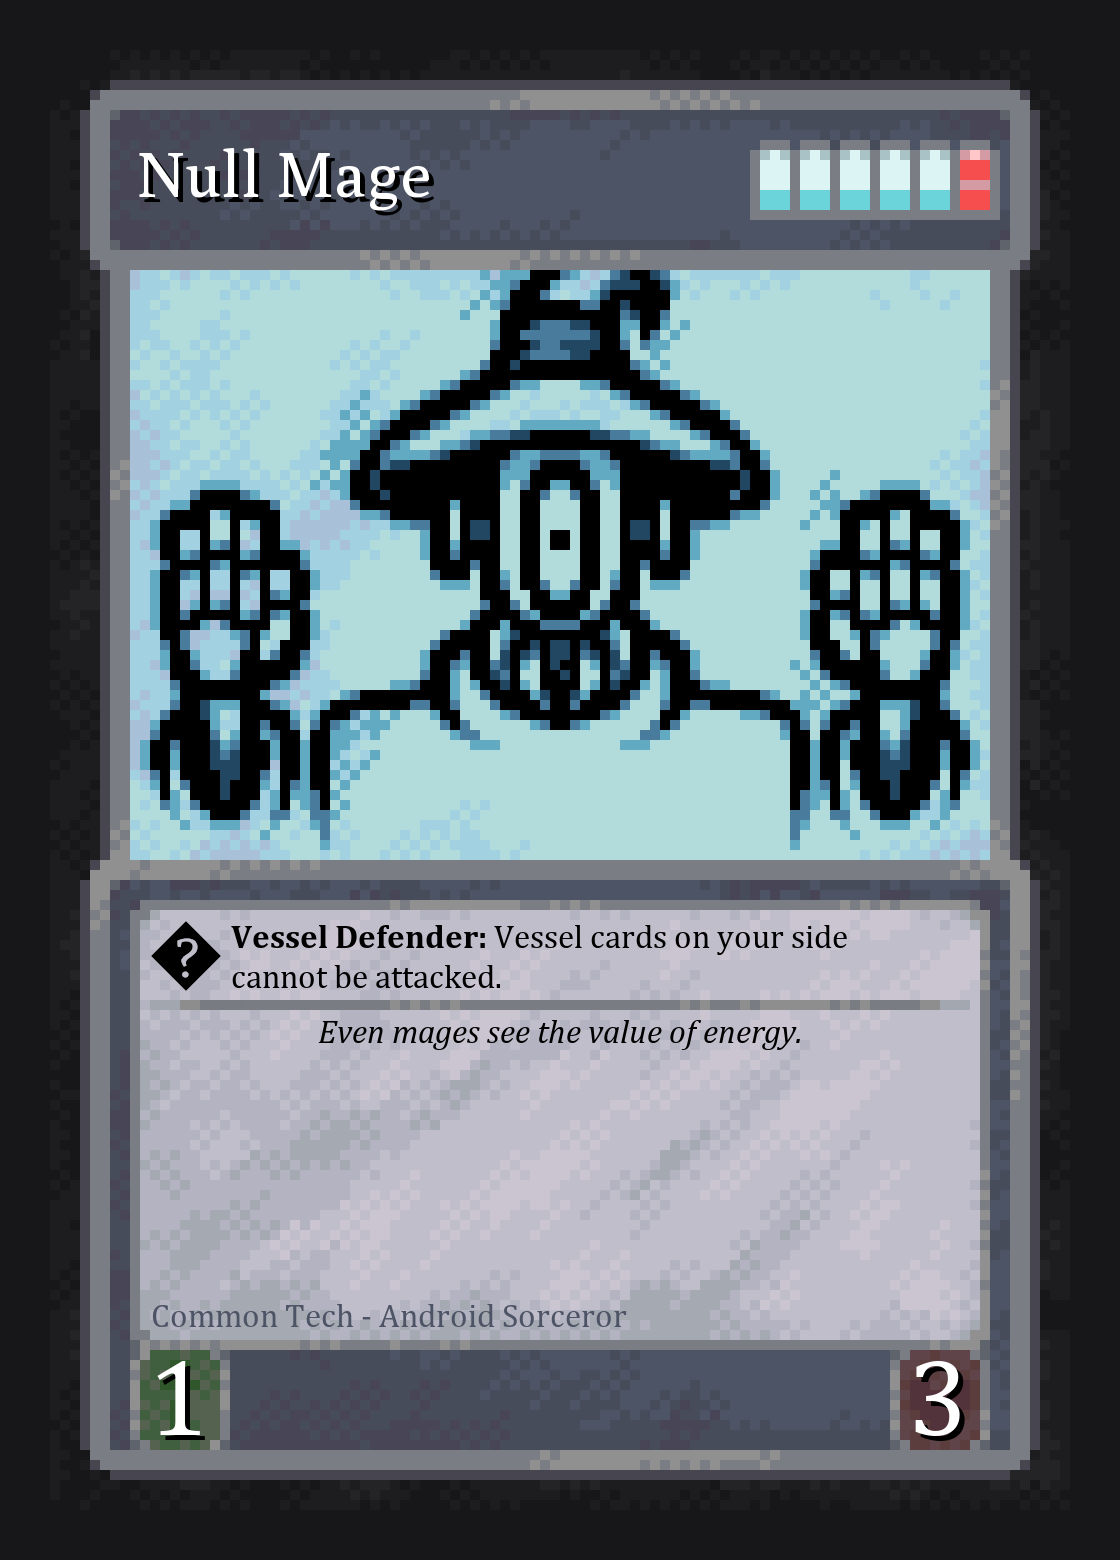 Null Mage
? Vessel Defender: Vessel cards on your side
cannot be attacked.
Even mages see the value of energy.
Common Tech - Android Sorceror
1 3